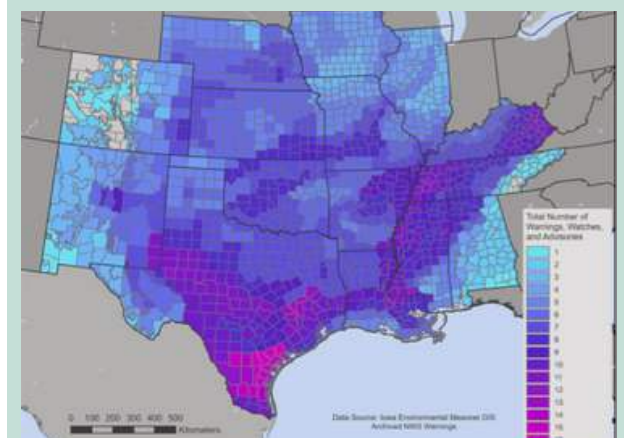 Total Number of
Warnings, Watches,
and Advisories
1
2
3
4
5
6
7
8
9
10
11
12
13
14
15
0 100 200 300 400 500
Kilometers
Data Source: Iowa Environmental Mesonet GIS
Archived NWS Warnings